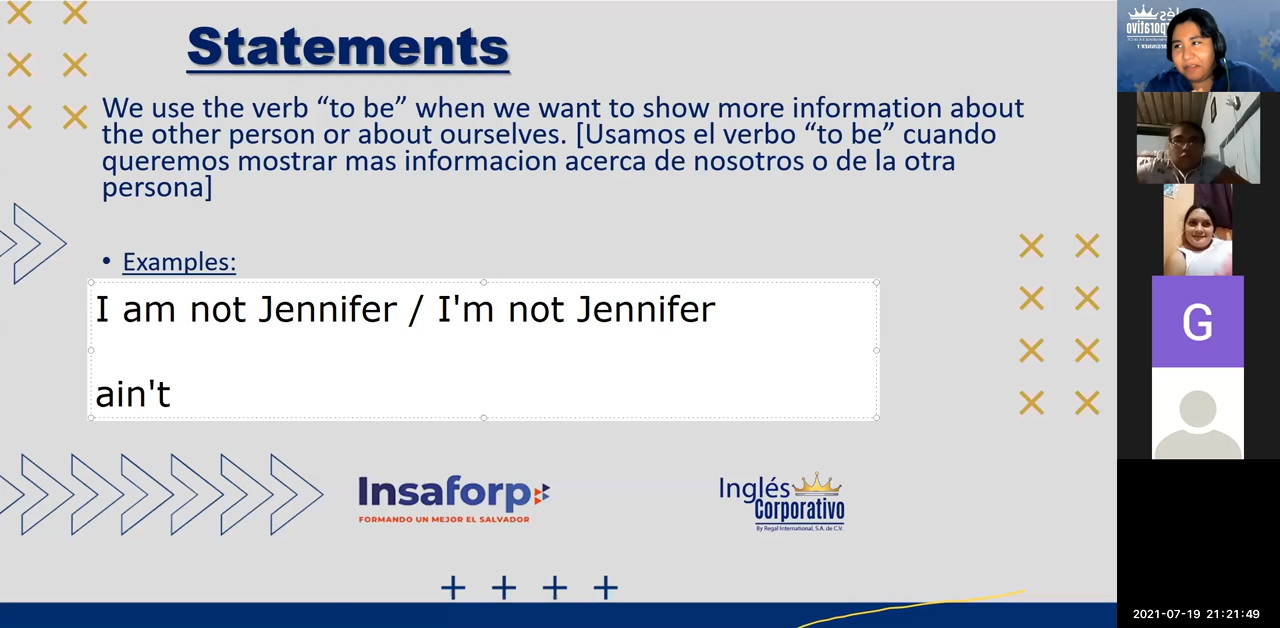 Statements
We use the verb “to be” when we want to show more information about
the other person or about ourselves. [Usamos el verbo “to be” cuando
queremos mostrar mas informacion acerca de nosotros o de la otra
persona]
• Examples:
I am not Jennifer / I'm not Jennifer
ain't
Insaforp
FORMANDO UN MEJOR EL SALVADOR
Inglés
Corporativo
By Regal International, S.A. de C.V.
G
2021-07-19 21:21:49